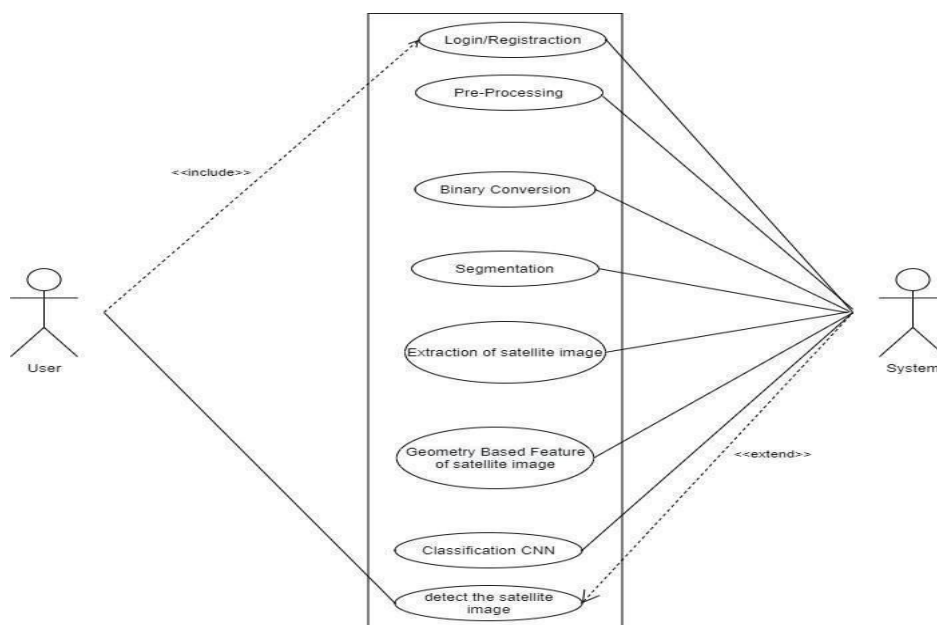 Login/Registraction
Pre-Processing
<<include>>
Binary Conversion
Segmentation
User
System
Extraction of satellite image
Geometry Based Feature
of satellite image
<<extend>>
Classification CNN
detect the satellite
image